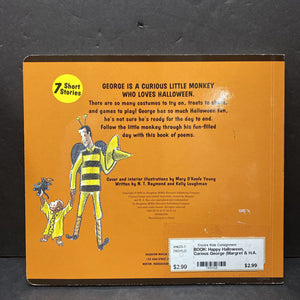 7 Short
Stories
GEORGE IS A CURIOUS LITTLE MONKEY
WHO LOVES HALLOWEEN.
There are so many costumes to try on, treats to share,
and games to play! George has so much Halloween fun,
he's not sure he's ready for the day to end.
Follow the little monkey through his fun-filled
day with this book of poems.
Cover and interior illustrations by Mary O'Keefe Young
Written by N. T. Raymond and Kelly Loughman
BOOK: Happy Halloween,
Curious George (Margret & H.A.
$2.99
$2.99